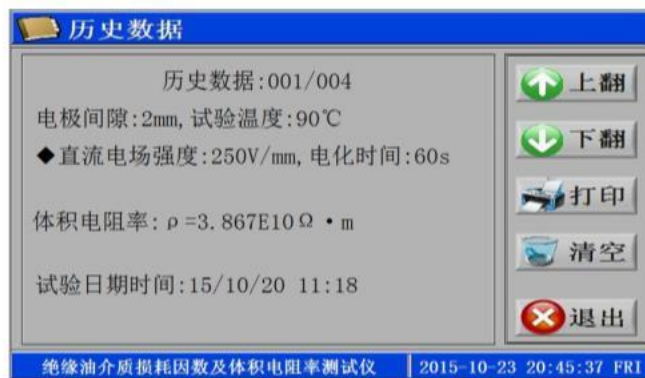 历史数据
历史数据:001/004
电极间隙:2mm,试验温度:90℃
◆直流电场强度:250V/mm,电化时间:60s
体积电阻率:ρ=3.867E10Ω·m
试验日期时间:15/10/20 11:18
上翻
下翻
打印
清空
退出
绝缘油介质损耗因数及体积电阻率测试仪
2015-10-23 20:45:37 FRI